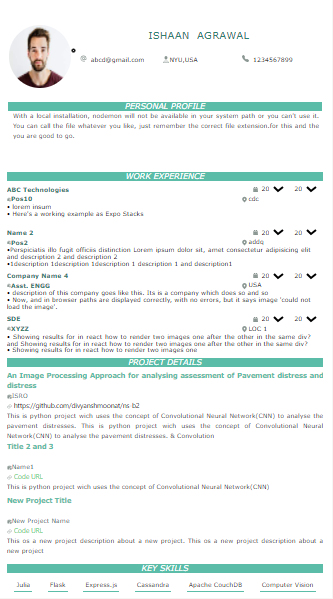 ISHAAN AGRAWAL
abcd@gmail.com NYU,USA 1234567899
PERSONAL PROFILE
With a local installation, nodemon will not be available in your system path or you can't use it.
You can call the file whatever you like, just remember the correct file extension.for this and the
you are good to go.
WORK EXPERIENCE
ABC Technologies 20 20
Pos10 cdc
• lorem insum
• Here's a working example as Expo Stacks
Name 2 20 20
Pos2 addq
•Perspiciatis illo fugit officiis distinction Lorem ipsum dolor sit, amet consectetur adipisicing elit
and description 2 and description 2
•1description 1description 1description 1 description 1 and description1
Company Name 4 20 20
Asst. ENGG USA
• description of this company goes like this. Its is a company which does so and so
• Now, and in browser paths are displayed correctly, with no errors, but it says image 'could not
load the image'.
SDE 20 20
XYZZ LOC 1
• Showing results for in react how to render two images one after the other in the same div?
and Showing results for in react how to render two images one after the other in the same div?
• Showing results for in react how to render two images one
PROJECT DETAILS
An Image Processing Approach for analysing assessment of Pavement distress and
distress
ISRO
https://github.com/divyanshmoonat/ns-b2
This is python project wich uses the concept of Convolutional Neural Network(CNN) to analyse the
pavement distresses. This is python project wich uses the concept of Convolutional Neural
Network(CNN) to analyse the pavement distresses. & Convolution
Title 2 and 3
Name1
Code URL
This is python project wich uses the concept of Convolutional Neural Network(CNN)
New Project Title
New Project Name
Code URL
This os a new project description about a new project. This os a new project description about a
new project
KEY SKILLS
Julia Flask Express.js Cassandra Apache CouchDB Computer Vision